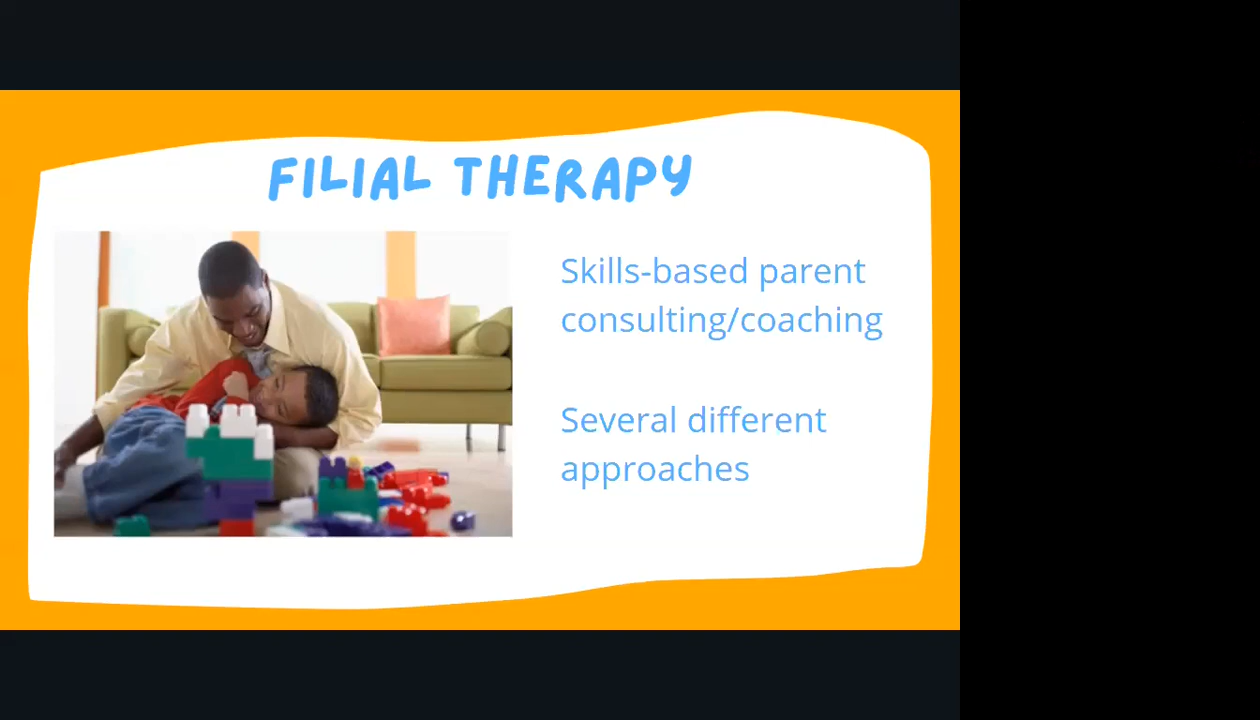 FILIAL THERAPY
Skills-based parent
consulting/coaching
Several different
approaches